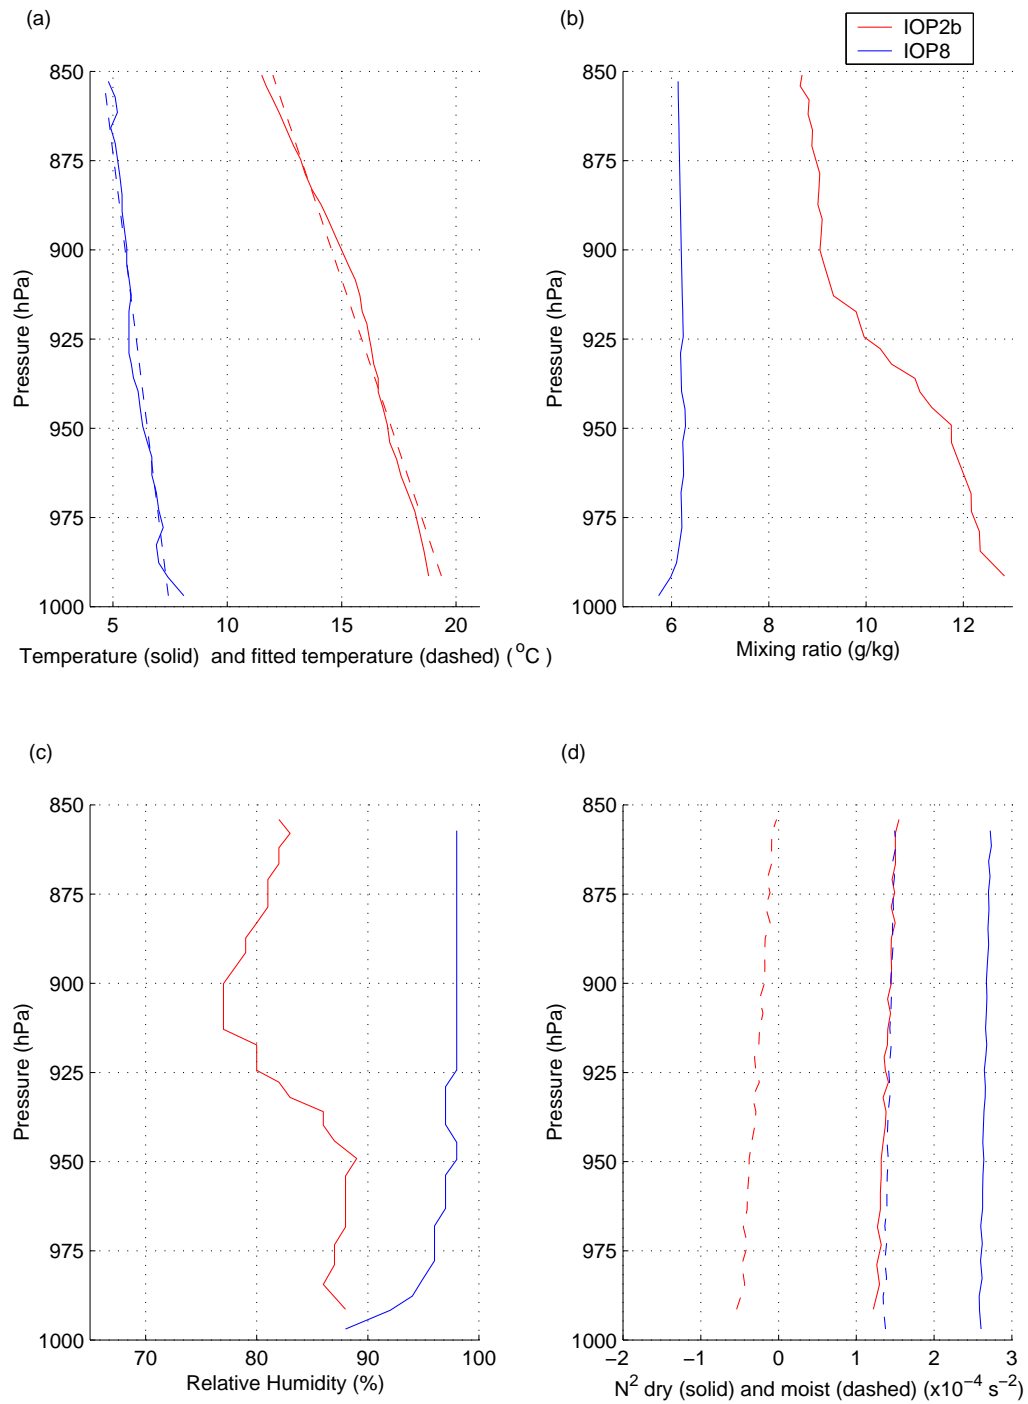 (a)
850
875
900
925
950
975
1000
Pressure (hPa)
5 10 15 20
Temperature (solid) and fitted temperature (dashed) (°C )
(b)
IOP2b
IOP8
850
875
900
925
950
975
1000
Pressure (hPa)
6 8 10 12
Mixing ratio (g/kg)
(c)
850
875
900
925
950
975
1000
Pressure (hPa)
70 80 90 100
Relative Humidity (%)
(d)
850
875
900
925
950
975
1000
Pressure (hPa)
−2 −1 0 1 2 3
N² dry (solid) and moist (dashed) (x10⁻⁴ s⁻²)